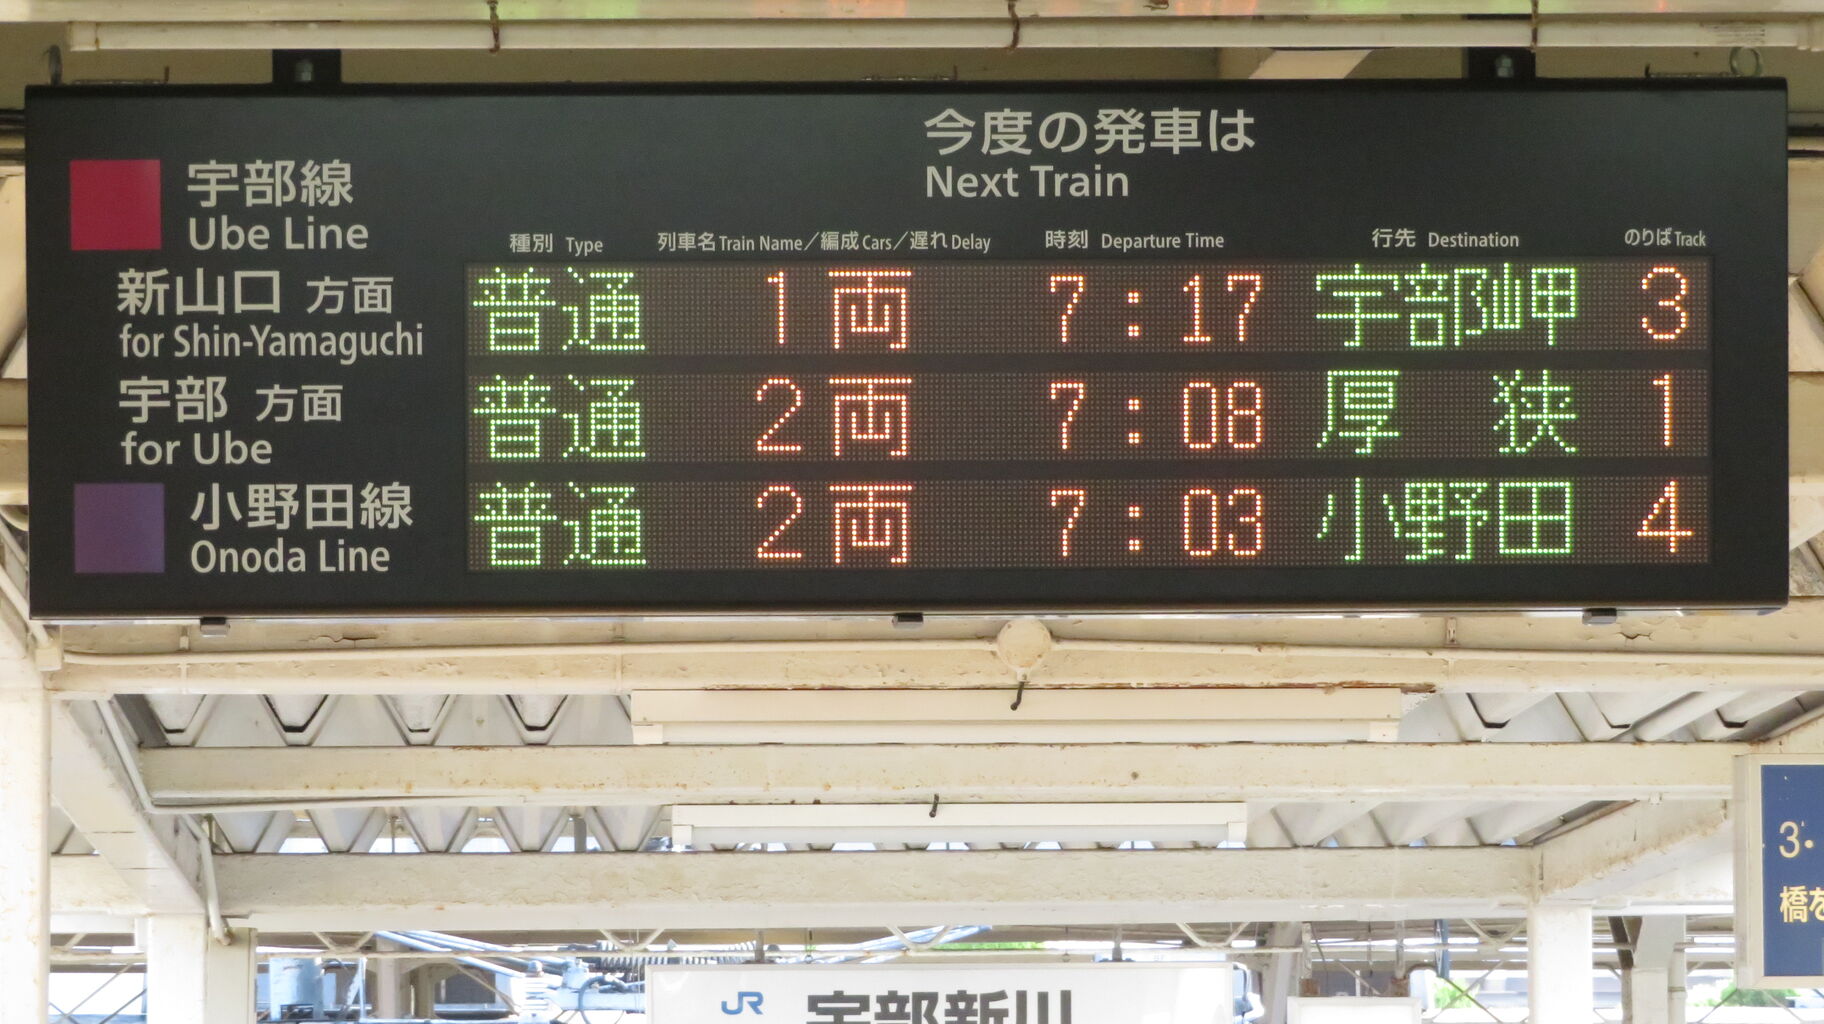 今度の発車は
Next Train
宇部線
Ube Line
新山口 方面
for Shin-Yamaguchi
宇部 方面
for Ube
小野田線
Onoda Line
種別 Type 列車名 Train Name／編成 Cars／遅れ Delay 時刻 Departure Time 行先 Destination のりば Track
普通 1両 7:17 宇部岬 3
普通 2両 7:08 厚 狭 1
普通 2両 7:03 小野田 4
3・
橋を
JR 宇部新川